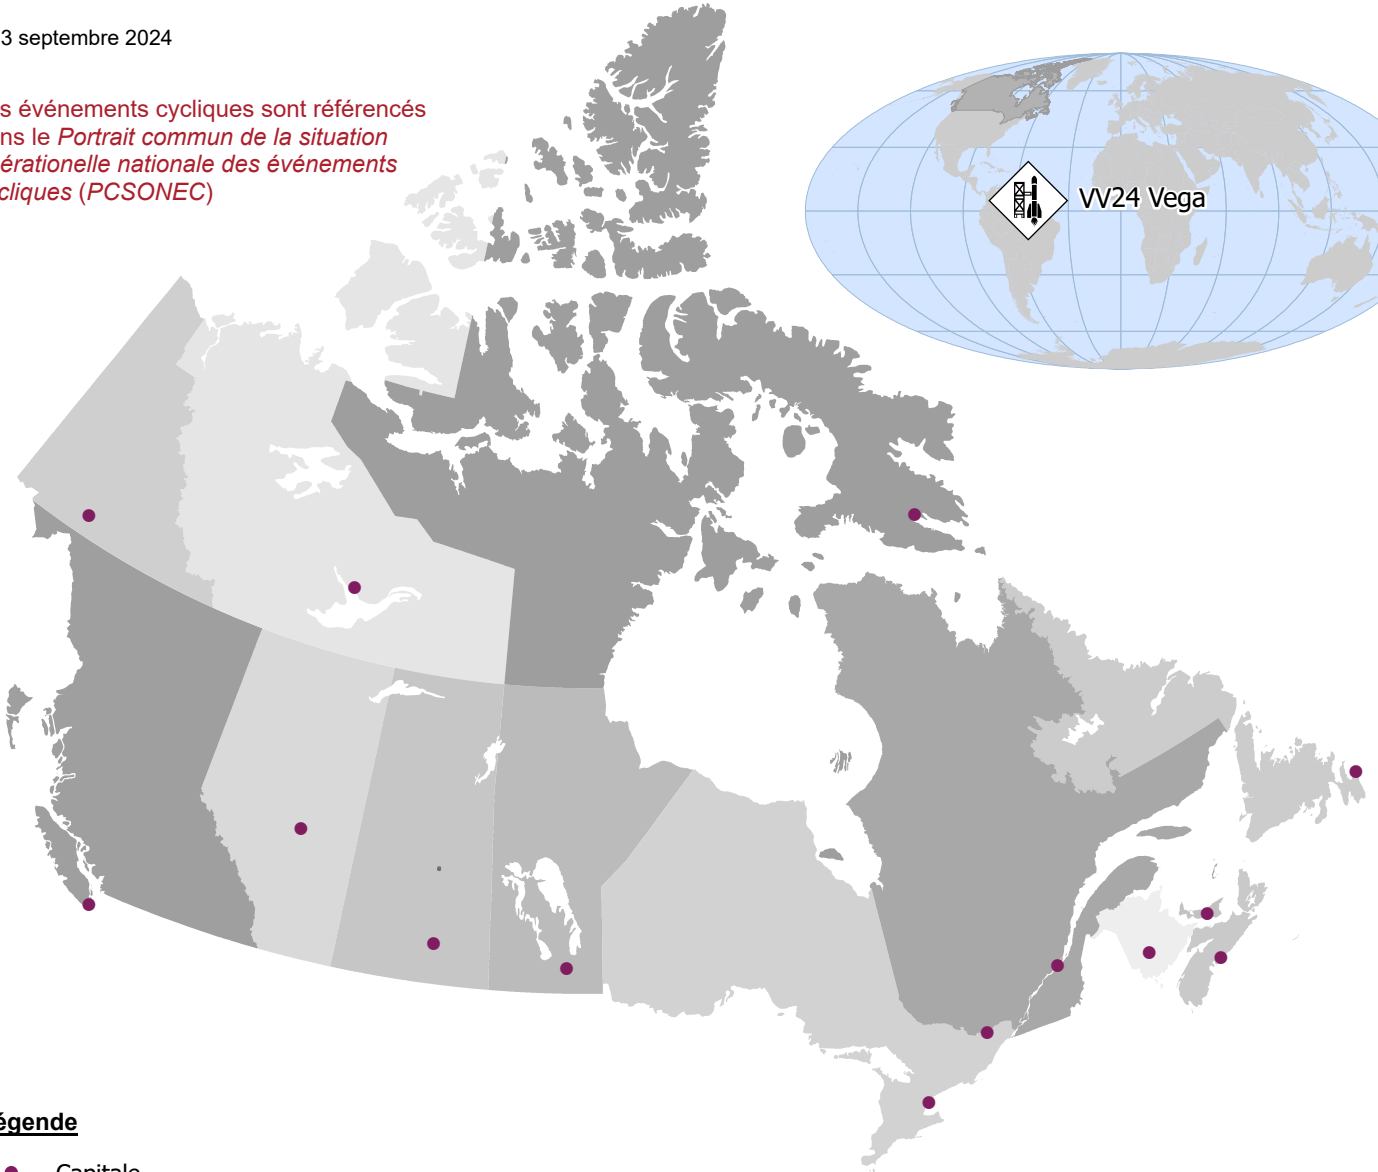 3 septembre 2024
s événements cycliques sont référencés
ns le Portrait commun de la situation
érationelle nationale des événements
cliques (PCSONEC)
VV24 Vega
égende
Capitale